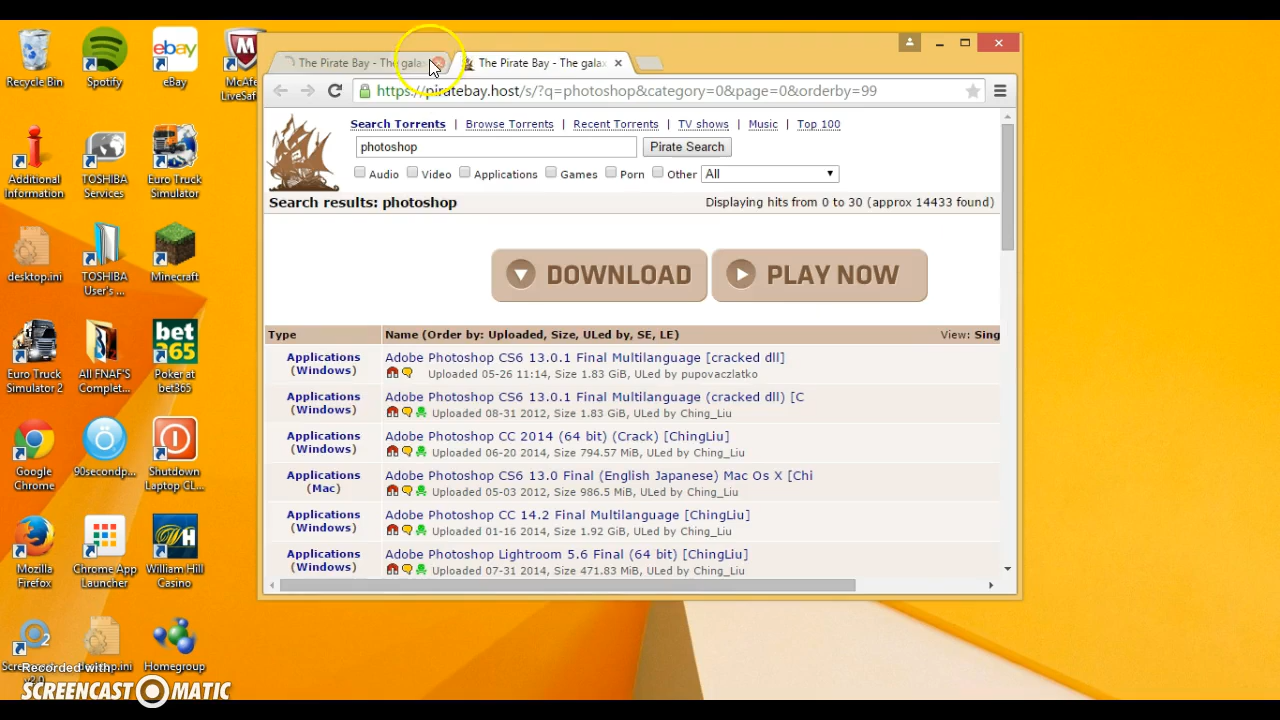 Recycle Bin
Spotify
ebay
eBay
McAfe
LiveSaf
Additional Information
TOSHIBA Services
Euro Truck Simulator
desktop.ini
TOSHIBA User's ...
Minecraft
Euro Truck Simulator 2
All FNAF'S Complet...
bet365
Poker at bet365
Google Chrome
90secondp...
Shutdown Laptop CL...
Mozilla Firefox
Chrome App Launcher
William Hill Casino
desktop.ini
Homegroup
The Pirate Bay - The gala
The Pirate Bay - The galax
https://piratebay.host/s/?q=photoshop&category=0&page=0&orderby=99
Search Torrents | Browse Torrents | Recent Torrents | TV shows | Music | Top 100
photoshop Pirate Search
Audio Video Applications Games Porn Other All
Search results: photoshop Displaying hits from 0 to 30 (approx 14433 found)
DOWNLOAD PLAY NOW
Type Name (Order by: Uploaded, Size, ULed by, SE, LE) View: Sing
Applications Adobe Photoshop CS6 13.0.1 Final Multilanguage [cracked dll]
(Windows) Uploaded 05-26 11:14, Size 1.83 GiB, ULed by pupovaczlatko
Applications Adobe Photoshop CS6 13.0.1 Final Multilanguage (cracked dll) [C
(Windows) Uploaded 08-31 2012, Size 1.83 GiB, ULed by Ching_Liu
Applications Adobe Photoshop CC 2014 (64 bit) (Crack) [ChingLiu]
(Windows) Uploaded 06-20 2014, Size 794.57 MiB, ULed by Ching_Liu
Applications Adobe Photoshop CS6 13.0 Final (English Japanese) Mac Os X [Chi
(Mac) Uploaded 05-03 2012, Size 986.5 MiB, ULed by Ching_Liu
Applications Adobe Photoshop CC 14.2 Final Multilanguage [ChingLiu]
(Windows) Uploaded 01-16 2014, Size 1.92 GiB, ULed by Ching_Liu
Applications Adobe Photoshop Lightroom 5.6 Final (64 bit) [ChingLiu]
(Windows) Uploaded 07-31 2014, Size 471.83 MiB, ULed by Ching_Liu
Recorded with
SCREENCAST MATIC